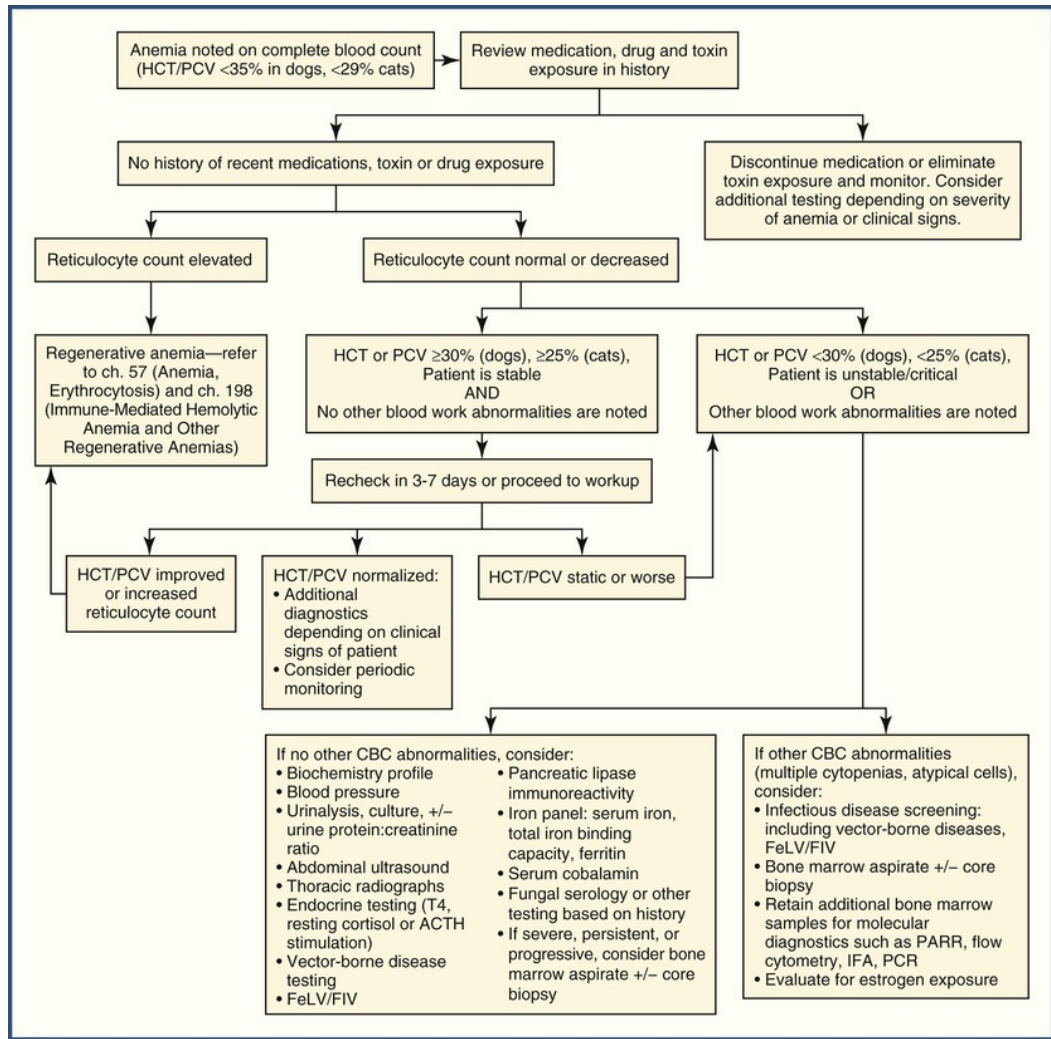 Anemia noted on complete blood count
(HCT/PCV <35% in dogs, <29% cats)
Review medication, drug and toxin
exposure in history
No history of recent medications, toxin or drug exposure
Discontinue medication or eliminate
toxin exposure and monitor. Consider
additional testing depending on severity
of anemia or clinical signs.
Reticulocyte count elevated
Reticulocyte count normal or decreased
Regenerative anemia—refer
to ch. 57 (Anemia,
Erythrocytosis) and ch. 198
(Immune-Mediated Hemolytic
Anemia and Other
Regenerative Anemias)
HCT or PCV ≥30% (dogs), ≥25% (cats),
Patient is stable
AND
No other blood work abnormalities are noted
HCT or PCV <30% (dogs), <25% (cats),
Patient is unstable/critical
OR
Other blood work abnormalities are noted
Recheck in 3-7 days or proceed to workup
HCT/PCV improved
or increased
reticulocyte count
HCT/PCV normalized:
• Additional
diagnostics
depending on clinical
signs of patient
• Consider periodic
monitoring
HCT/PCV static or worse
If no other CBC abnormalities, consider:
• Biochemistry profile
• Blood pressure
• Urinalysis, culture, +/–
urine protein:creatinine
ratio
• Abdominal ultrasound
• Thoracic radiographs
• Endocrine testing (T4,
resting cortisol or ACTH
stimulation)
• Vector-borne disease
testing
• FeLV/FIV
• Pancreatic lipase
immunoreactivity
• Iron panel: serum iron,
total iron binding
capacity, ferritin
• Serum cobalamin
• Fungal serology or other
testing based on history
• If severe, persistent, or
progressive, consider bone
marrow aspirate +/– core
biopsy
If other CBC abnormalities
(multiple cytopenias, atypical cells),
consider:
• Infectious disease screening:
including vector-borne diseases,
FeLV/FIV
• Bone marrow aspirate +/– core
biopsy
• Retain additional bone marrow
samples for molecular
diagnostics such as PARR, flow
cytometry, IFA, PCR
• Evaluate for estrogen exposure